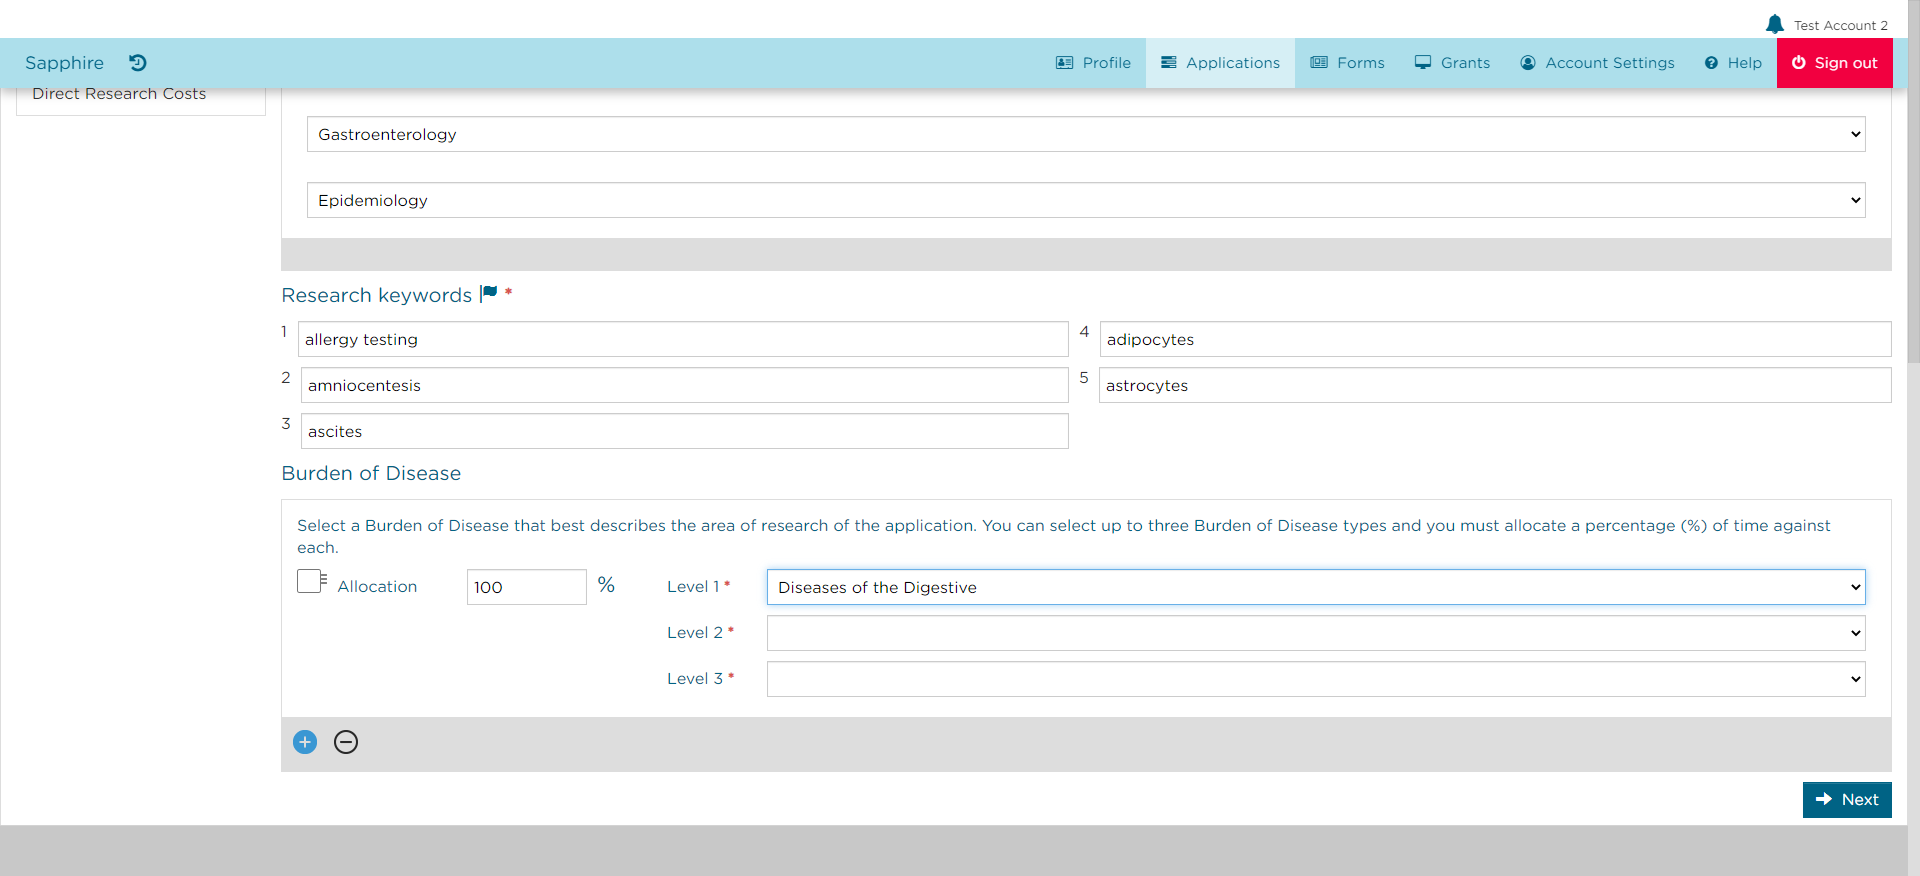 Test Account 2
Sapphire Profile Applications Forms Grants Account Settings Help Sign out
Direct Research Costs
Gastroenterology
Epidemiology
Research keywords *
1 allergy testing 4 adipocytes
2 amniocentesis 5 astrocytes
3 ascites
Burden of Disease
Select a Burden of Disease that best describes the area of research of the application. You can select up to three Burden of Disease types and you must allocate a percentage (%) of time against
each.
Allocation 100 % Level 1 * Diseases of the Digestive
Level 2 *
Level 3 *
Next